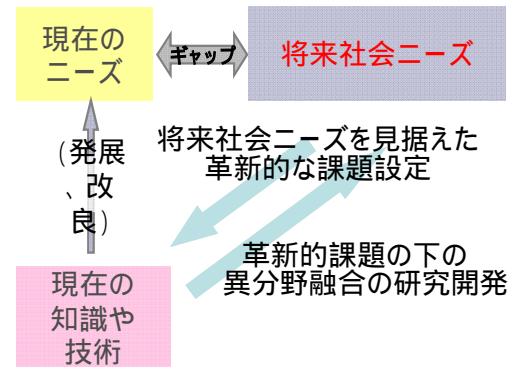 現在の
ニーズ
ギャップ
将来社会ニーズ
(発展
、改
良)
将来社会ニーズを見据えた
革新的な課題設定
革新的課題の下の
異分野融合の研究開発
現在の
知識や
技術